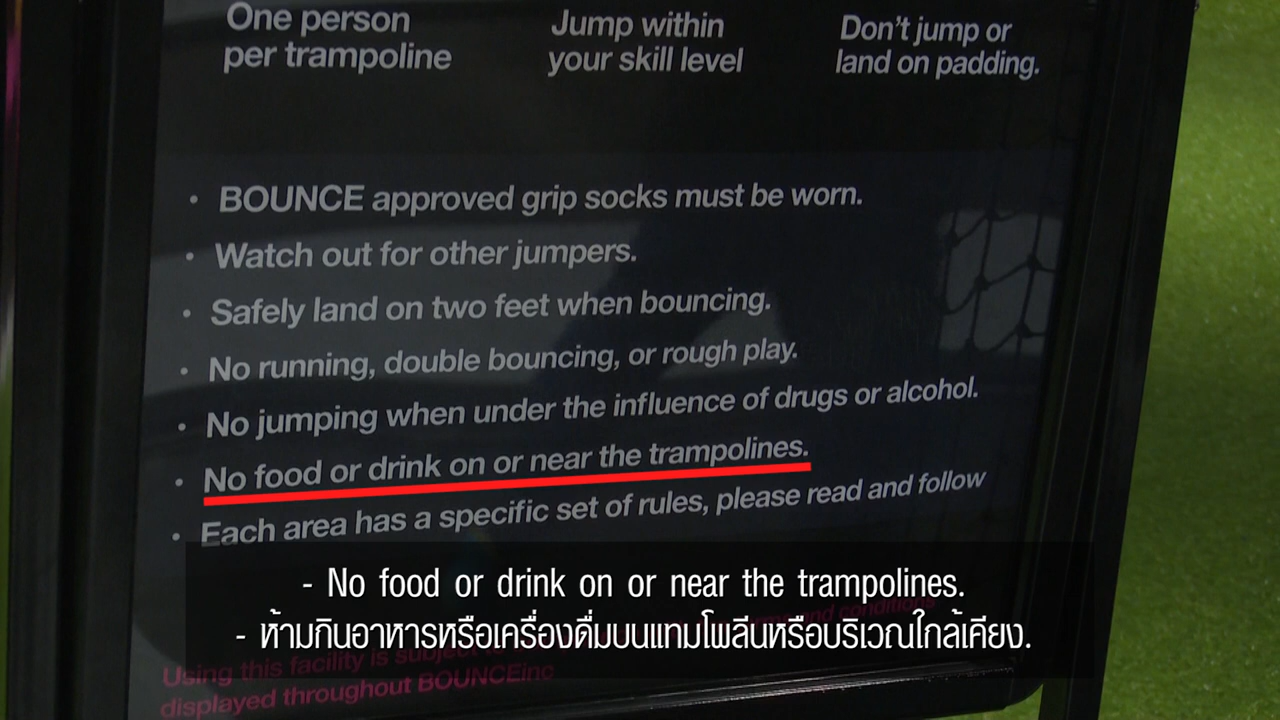 One person
per trampoline
Jump within
your skill level
Don't jump or
land on padding.
• BOUNCE approved grip socks must be worn.
• Watch out for other jumpers.
• Safely land on two feet when bouncing.
• No running, double bouncing, or rough play.
• No jumping when under the influence of drugs or alcohol.
• No food or drink on or near the trampolines.
• Each area has a specific set of rules, please read and follow
- No food or drink on or near the trampolines.
- ห้ามกินอาหารหรือเครื่องดื่มบนแทมโพลีนหรือบริเวณใกล้เคียง.
Using this facility is subject to and conditions
displayed throughout BOUNCEinc